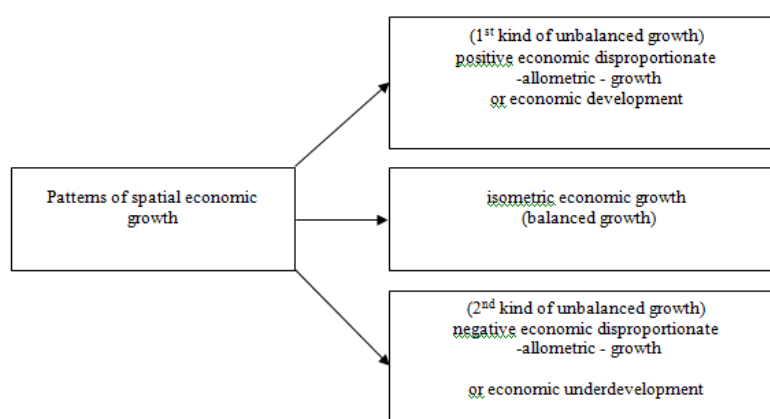 (1st kind of unbalanced growth)
positive economic disproportionate
-allometric - growth
or economic development
Patterns of spatial economic
growth
isometric economic growth
(balanced growth)
(2nd kind of unbalanced growth)
negative economic disproportionate
-allometric - growth
or economic underdevelopment